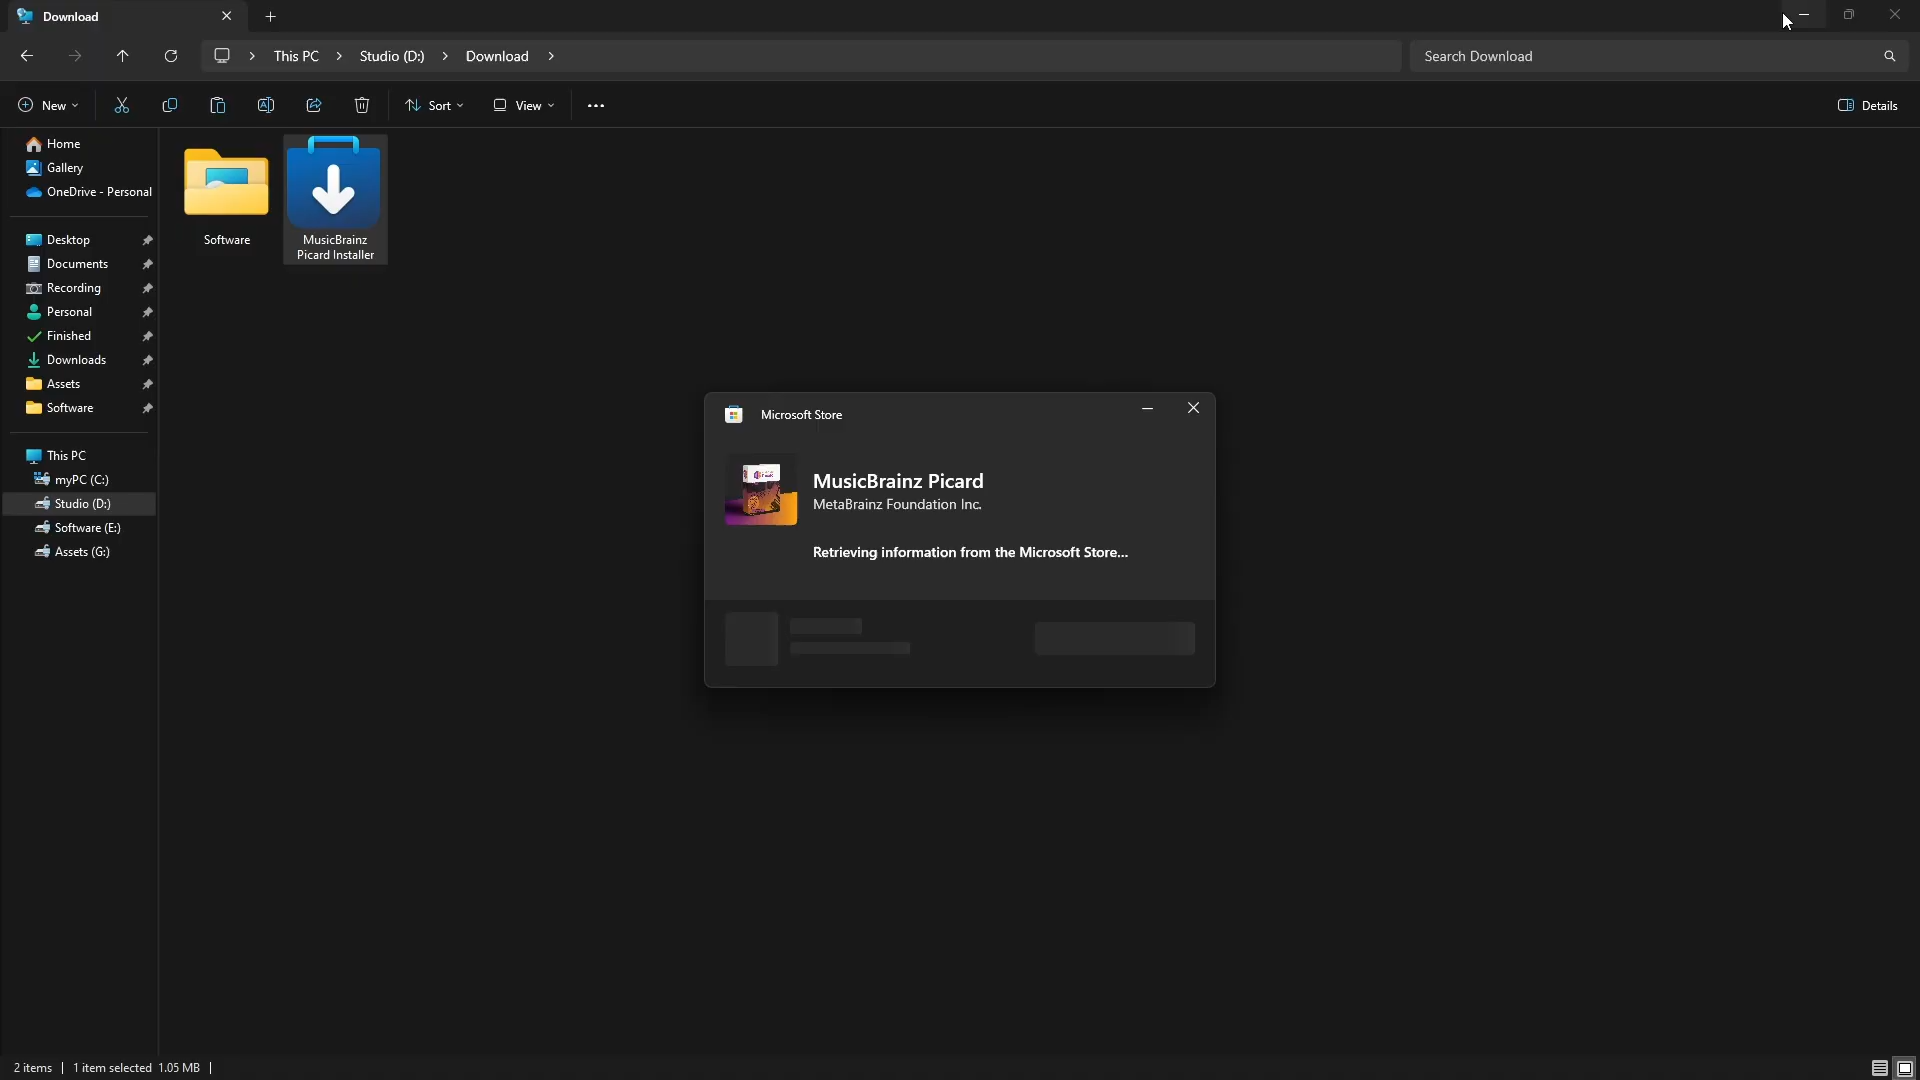 Download
This PC
Studio (D:)
Download
Search Download
New
Sort
View
Details
Home
Gallery
OneDrive - Personal
Desktop
Documents
Recording
Personal
Finished
Downloads
Assets
Software
This PC
myPC (C:)
Studio (D:)
Software (E:)
Assets (G:)
Software
MusicBrainz
Picard Installer
Microsoft Store
MusicBrainz Picard
MetaBrainz Foundation Inc.
Retrieving information from the Microsoft Store...
2 items
1 item selected 1.05 MB